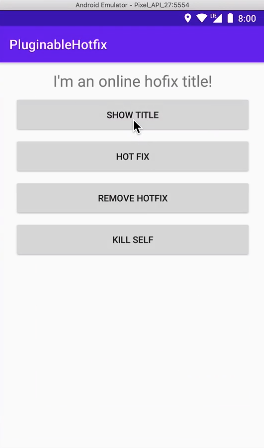 Android Emulator - Pixel_API_27:5554
8:00
PluginableHotfix
I'm an online hofix title!
SHOW TITLE
HOT FIX
REMOVE HOTFIX
KILL SELF